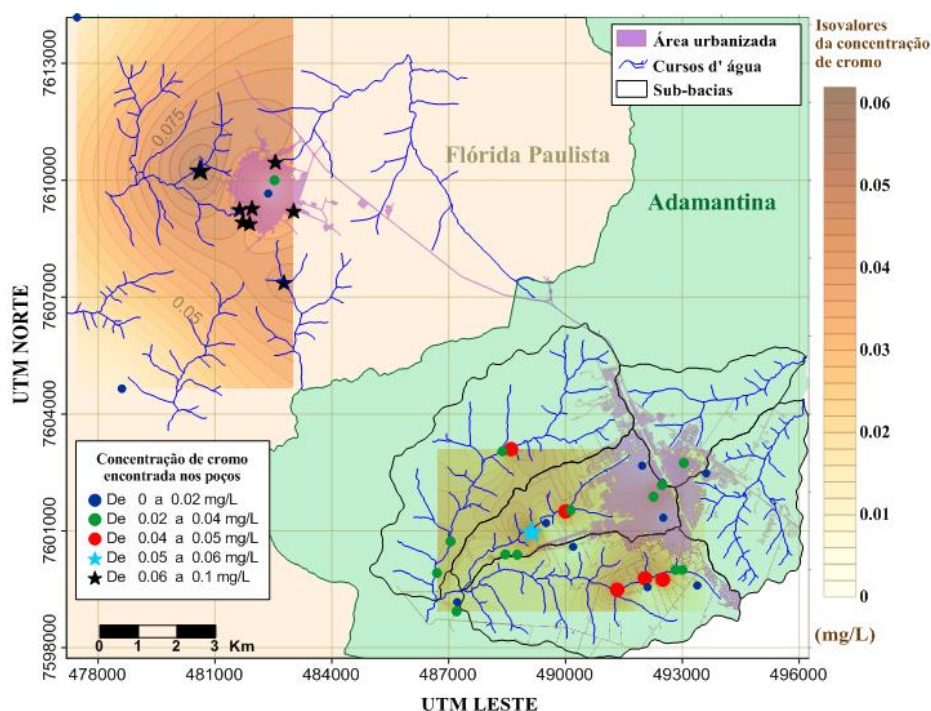 Isovalores
da concentração
de cromo
Área urbanizada
Cursos d' água
Sub-bacias
Flórida Paulista
Adamantina
0.075
0.05
0.06
0.05
0.04
0.03
0.02
0.01
0
(mg/L)
UTM NORTE
7613000
7610000
7607000
7604000
7601000
7598000
Concentração de cromo
encontrada nos poços
De 0 a 0.02 mg/L
De 0.02 a 0.04 mg/L
De 0.04 a 0.05 mg/L
De 0.05 a 0.06 mg/L
De 0.06 a 0.1 mg/L
0 1 2 3 Km
478000 481000 484000 487000 490000 493000 496000
UTM LESTE